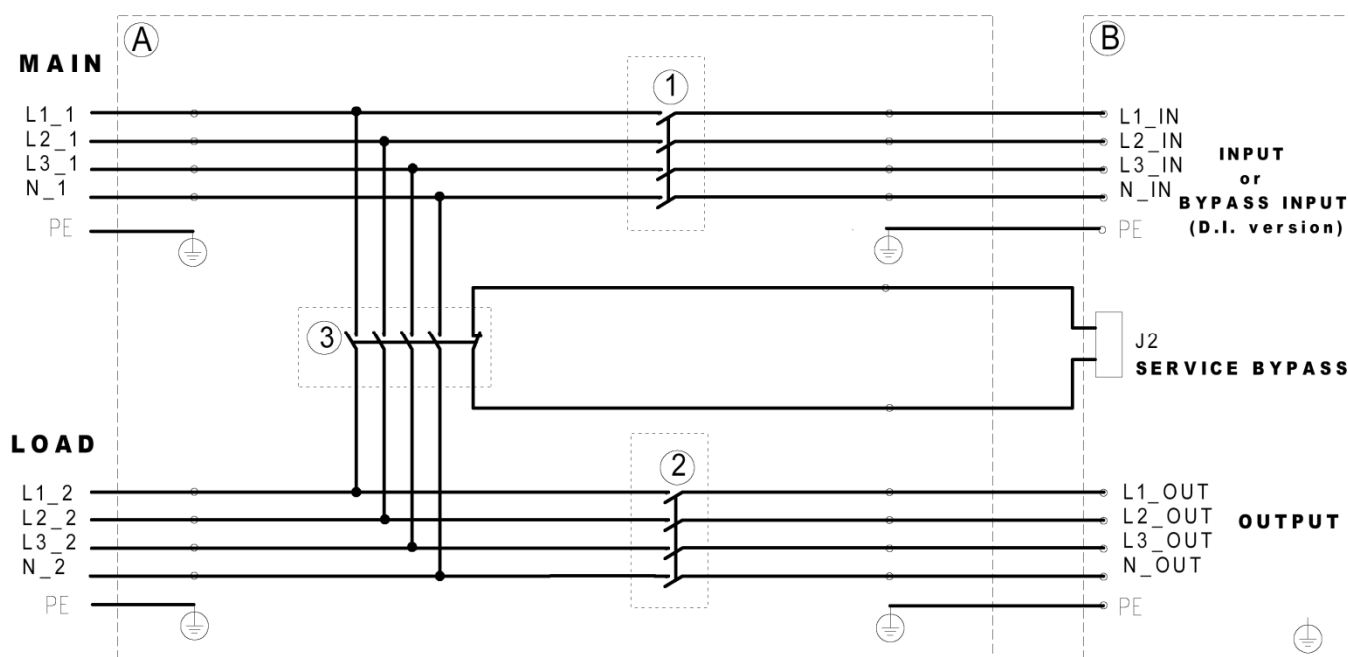 A
B
MAIN
1
L1_1
L2_1
L3_1
N_1
PE
L1_IN
L2_IN
L3_IN
N_IN
PE
INPUT
or
BYPASS INPUT
(D.I. version)
3
J2
SERVICE BYPASS
LOAD
2
L1_2
L2_2
L3_2
N_2
PE
L1_OUT
L2_OUT
L3_OUT
N_OUT
PE
OUTPUT